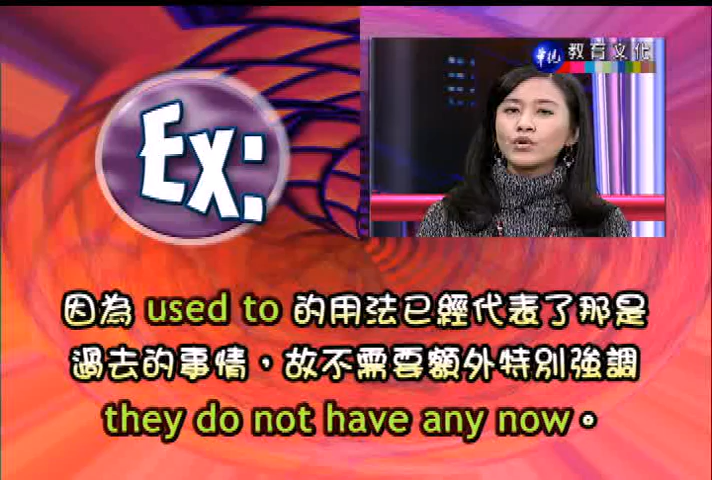 華視 教育文化
Ex:
因為 used to 的用法已經代表了那是
過去的事情，故不需要額外特別強調
they do not have any now。